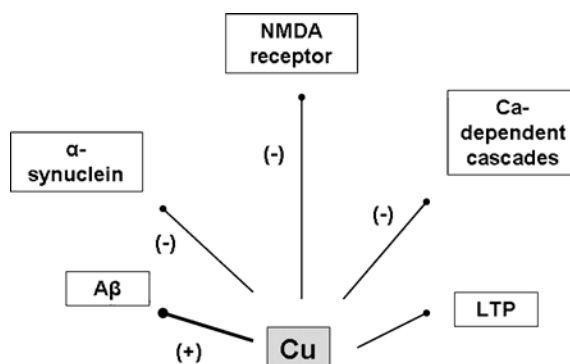 NMDA
receptor
Ca-
dependent
cascades
α-
synuclein
(-)
(-)
(-)
Aβ
LTP
(+)
Cu